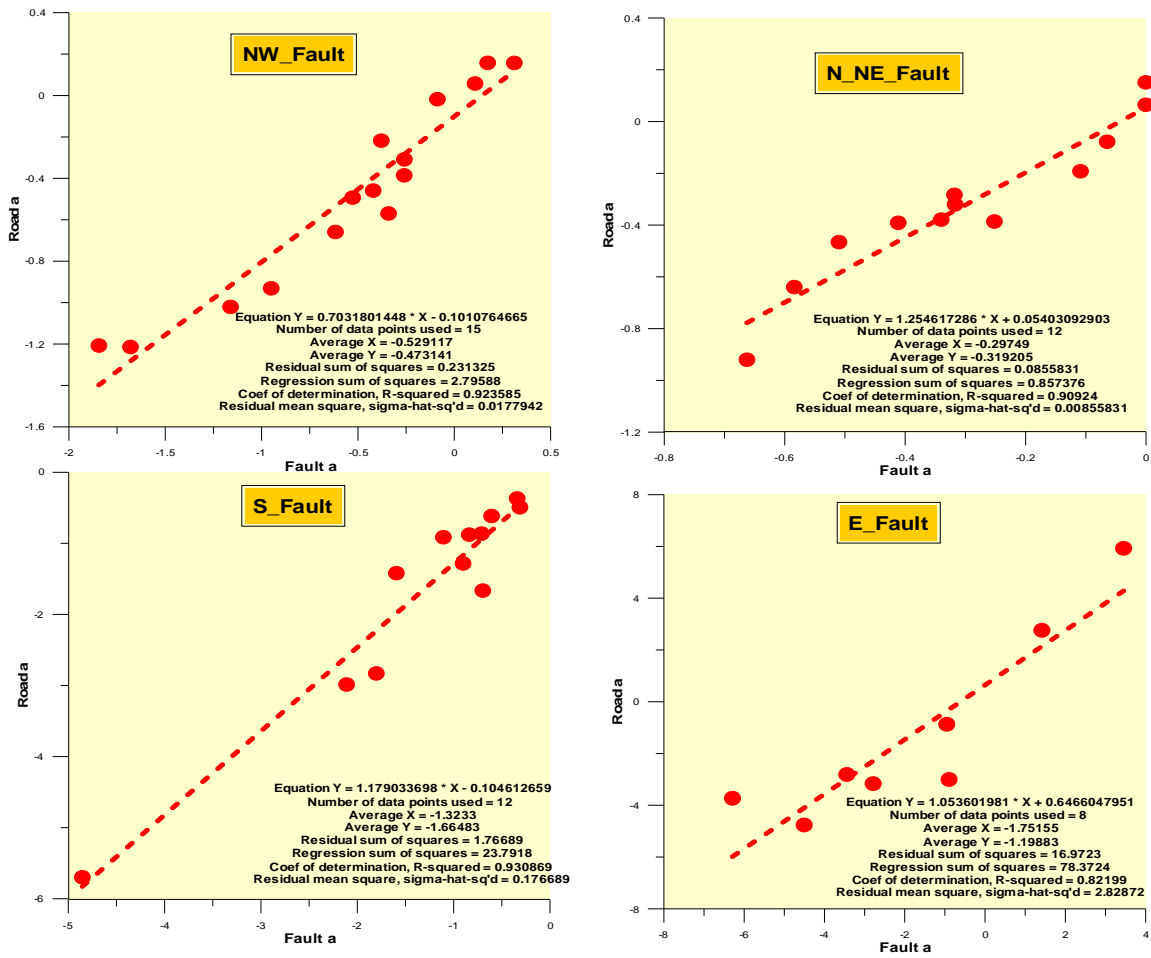 NW_Fault
0.4
0
-0.4
-0.8
-1.2
-1.6
Road a
Equation Y = 0.7031801448 * X - 0.1010764665
Number of data points used = 15
Average X = -0.529117
Average Y = -0.473141
Residual sum of squares = 0.231325
Regression sum of squares = 2.79588
Coef of determination, R-squared = 0.923585
Residual mean square, sigma-hat-sq'd = 0.0177942
-2
-1.5
-1
-0.5
0
0.5
Fault a
N_NE_Fault
0.4
0
-0.4
-0.8
-1.2
Road a
Equation Y = 1.254617286 * X + 0.05403092903
Number of data points used = 12
Average X = -0.29749
Average Y = -0.319205
Residual sum of squares = 0.0855831
Regression sum of squares = 0.857376
Coef of determination, R-squared = 0.90924
Residual mean square, sigma-hat-sq'd = 0.00855831
-0.8
-0.6
-0.4
-0.2
0
Fault a
S_Fault
0
-2
-4
-6
Road a
Equation Y = 1.179033698 * X - 0.104612659
Number of data points used = 12
Average X = -1.3233
Average Y = -1.66483
Residual sum of squares = 1.76689
Regression sum of squares = 23.7918
Coef of determination, R-squared = 0.930869
Residual mean square, sigma-hat-sq'd = 0.176689
-5
-4
-3
-2
-1
0
Fault a
E_Fault
8
4
0
-4
-8
Road a
Equation Y = 1.053601981 * X + 0.6466047951
Number of data points used = 8
Average X = -1.75155
Average Y = -1.19883
Residual sum of squares = 16.9723
Regression sum of squares = 78.3724
Coef of determination, R-squared = 0.82199
Residual mean square, sigma-hat-sq'd = 2.82872
-8
-6
-4
-2
0
2
4
Fault a